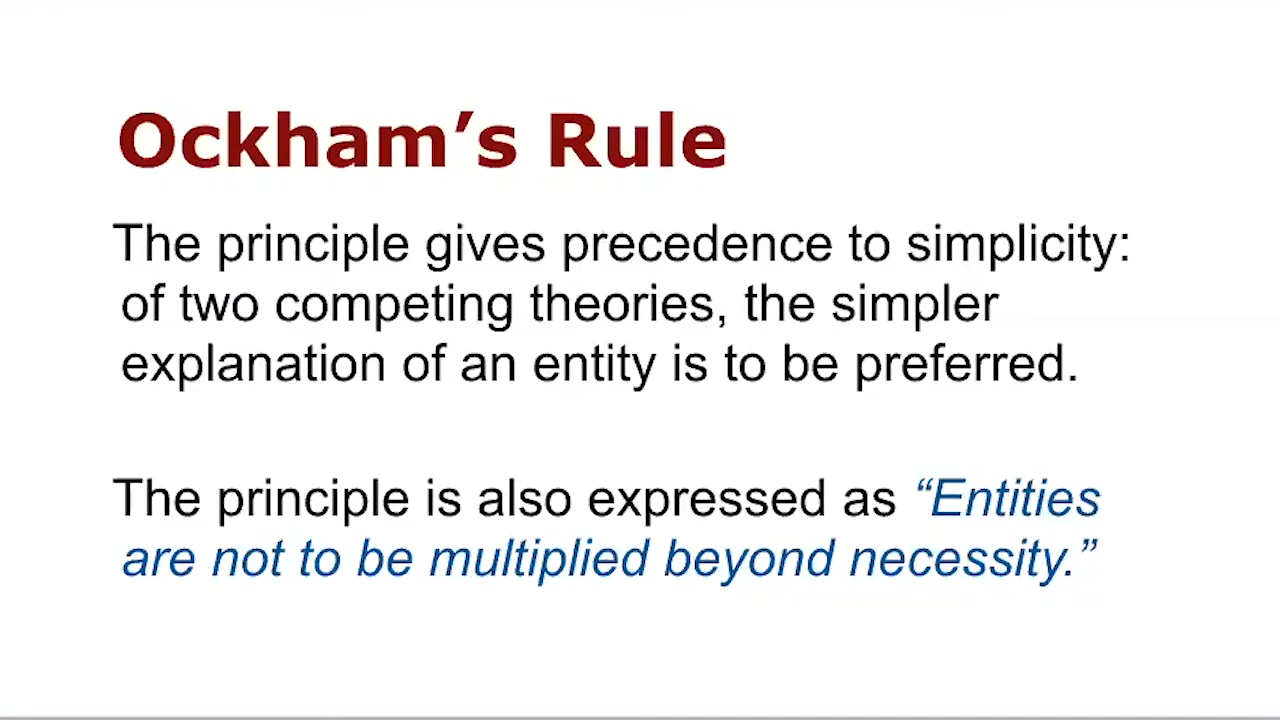 Ockham’s Rule
The principle gives precedence to simplicity:
of two competing theories, the simpler
explanation of an entity is to be preferred.
The principle is also expressed as “Entities
are not to be multiplied beyond necessity.”